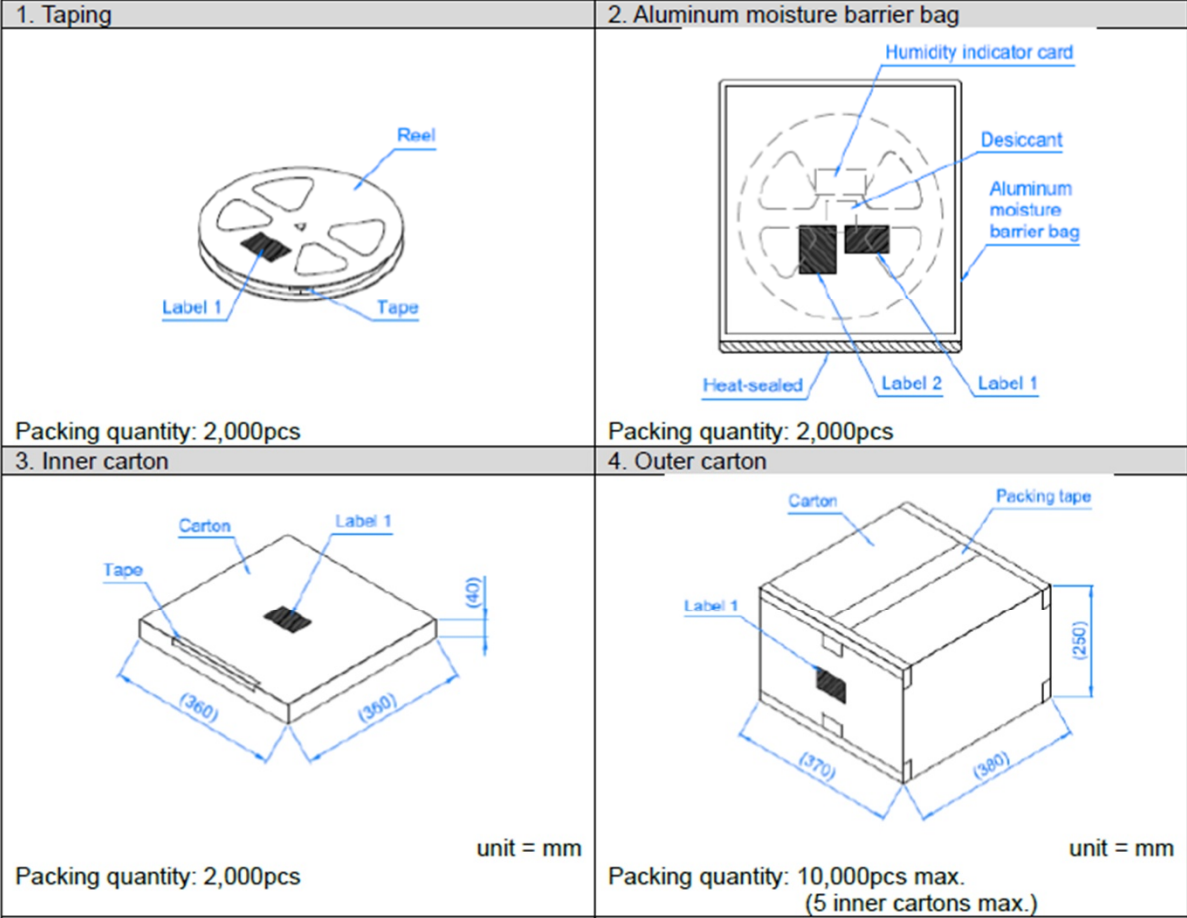 1. Taping
Reel
Label 1
Tape
Packing quantity: 2,000pcs
2. Aluminum moisture barrier bag
Humidity indicator card
Desiccant
Aluminum
moisture
barrier bag
Heat-sealed
Label 2
Label 1
Packing quantity: 2,000pcs
3. Inner carton
Carton
Label 1
Tape
(40)
(360)
(360)
unit = mm
Packing quantity: 2,000pcs
4. Outer carton
Carton
Packing tape
Label 1
(250)
(370)
(380)
unit = mm
Packing quantity: 10,000pcs max.
(5 inner cartons max.)